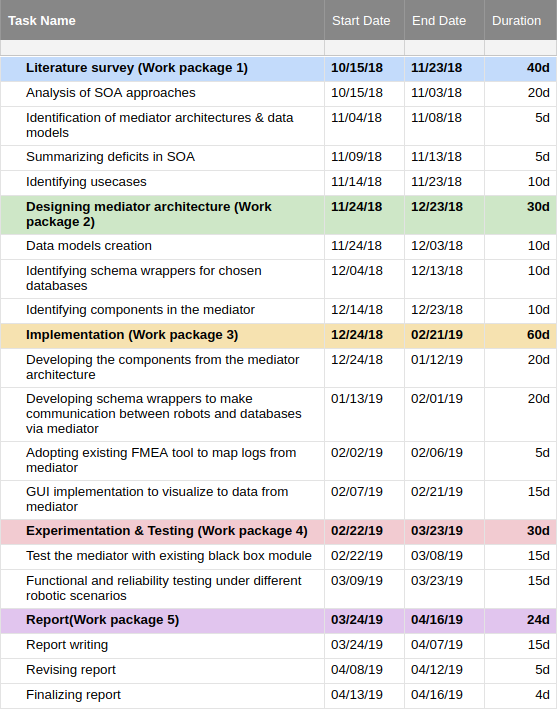 Task Name Start Date End Date Duration
Literature survey (Work package 1) 10/15/18 11/23/18 40d
Analysis of SOA approaches 10/15/18 11/03/18 20d
Identification of mediator architectures & data 11/04/18 11/08/18 5d
models
Summarizing deficits in SOA 11/09/18 11/13/18 5d
Identifying usecases 11/14/18 11/23/18 10d
Designing mediator architecture (Work 11/24/18 12/23/18 30d
package 2)
Data models creation 11/24/18 12/03/18 10d
Identifying schema wrappers for chosen 12/04/18 12/13/18 10d
databases
Identifying components in the mediator 12/14/18 12/23/18 10d
Implementation (Work package 3) 12/24/18 02/21/19 60d
Developing the components from the mediator 12/24/18 01/12/19 20d
architecture
Developing schema wrappers to make 01/13/19 02/01/19 20d
communication between robots and databases
via mediator
Adopting existing FMEA tool to map logs from 02/02/19 02/06/19 5d
mediator
GUI implementation to visualize to data from 02/07/19 02/21/19 15d
mediator
Experimentation & Testing (Work package 4) 02/22/19 03/23/19 30d
Test the mediator with existing black box module 02/22/19 03/08/19 15d
Functional and reliability testing under different 03/09/19 03/23/19 15d
robotic scenarios
Report(Work package 5) 03/24/19 04/16/19 24d
Report writing 03/24/19 04/07/19 15d
Revising report 04/08/19 04/12/19 5d
Finalizing report 04/13/19 04/16/19 4d